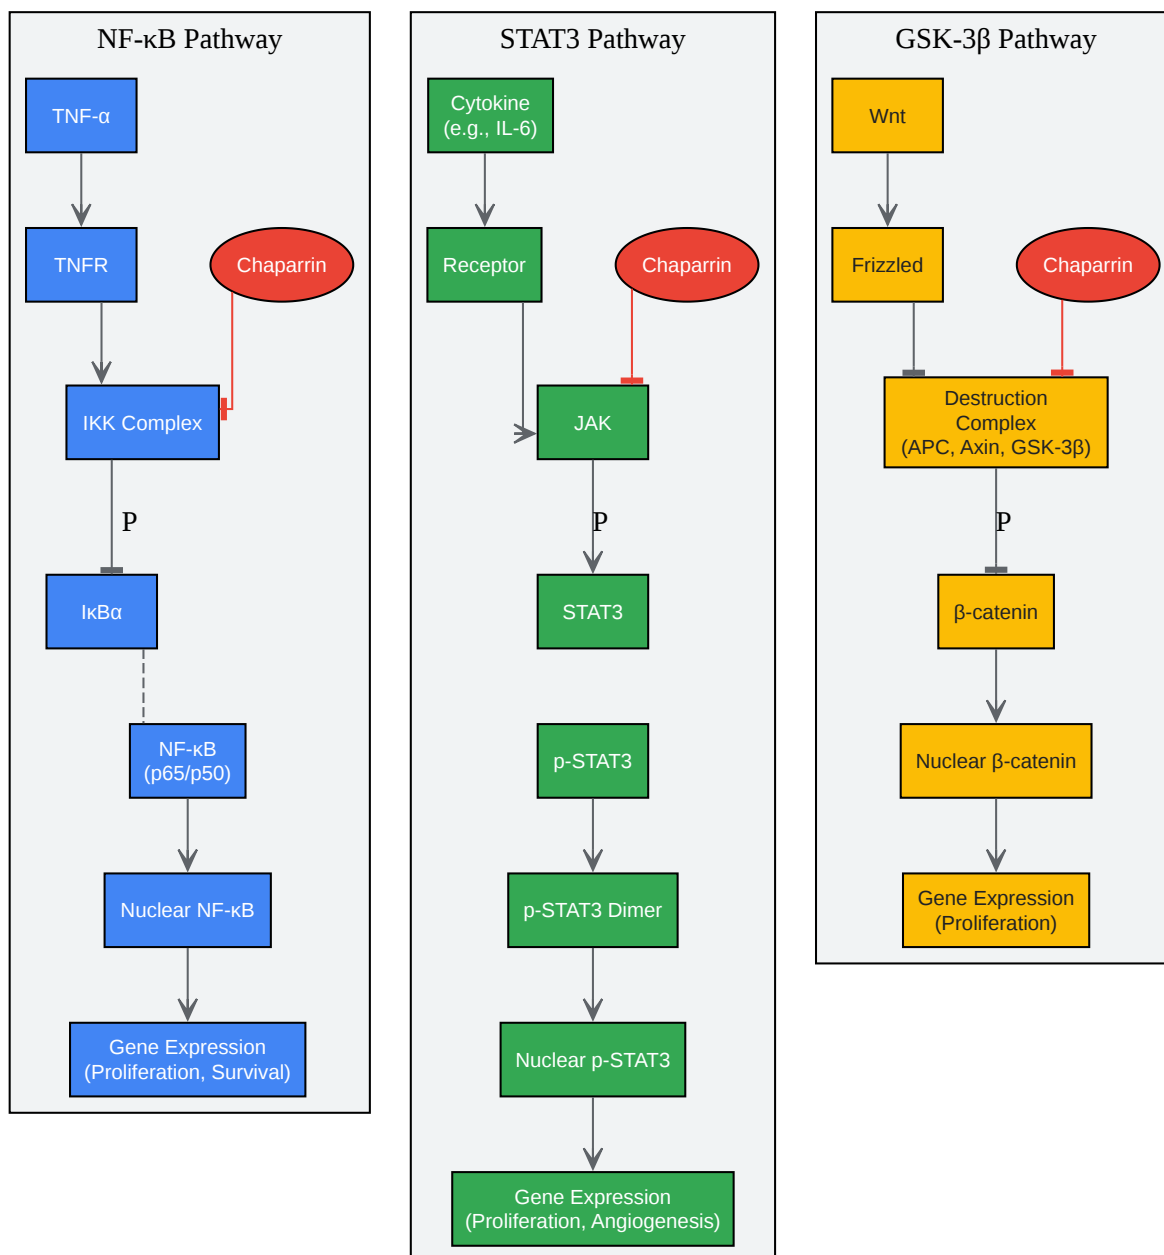 NF-κB Pathway
TNF-α
TNFR
Chaparrin
IKK Complex
P
IκBα
NF-κB
(p65/p50)
Nuclear NF-κB
Gene Expression
(Proliferation, Survival)
STAT3 Pathway
Cytokine
(e.g., IL-6)
Receptor
Chaparrin
JAK
P
STAT3
p-STAT3
p-STAT3 Dimer
Nuclear p-STAT3
Gene Expression
(Proliferation, Angiogenesis)
GSK-3β Pathway
Wnt
Frizzled
Chaparrin
Destruction
Complex
(APC, Axin, GSK-3β)
P
β-catenin
Nuclear β-catenin
Gene Expression
(Proliferation)